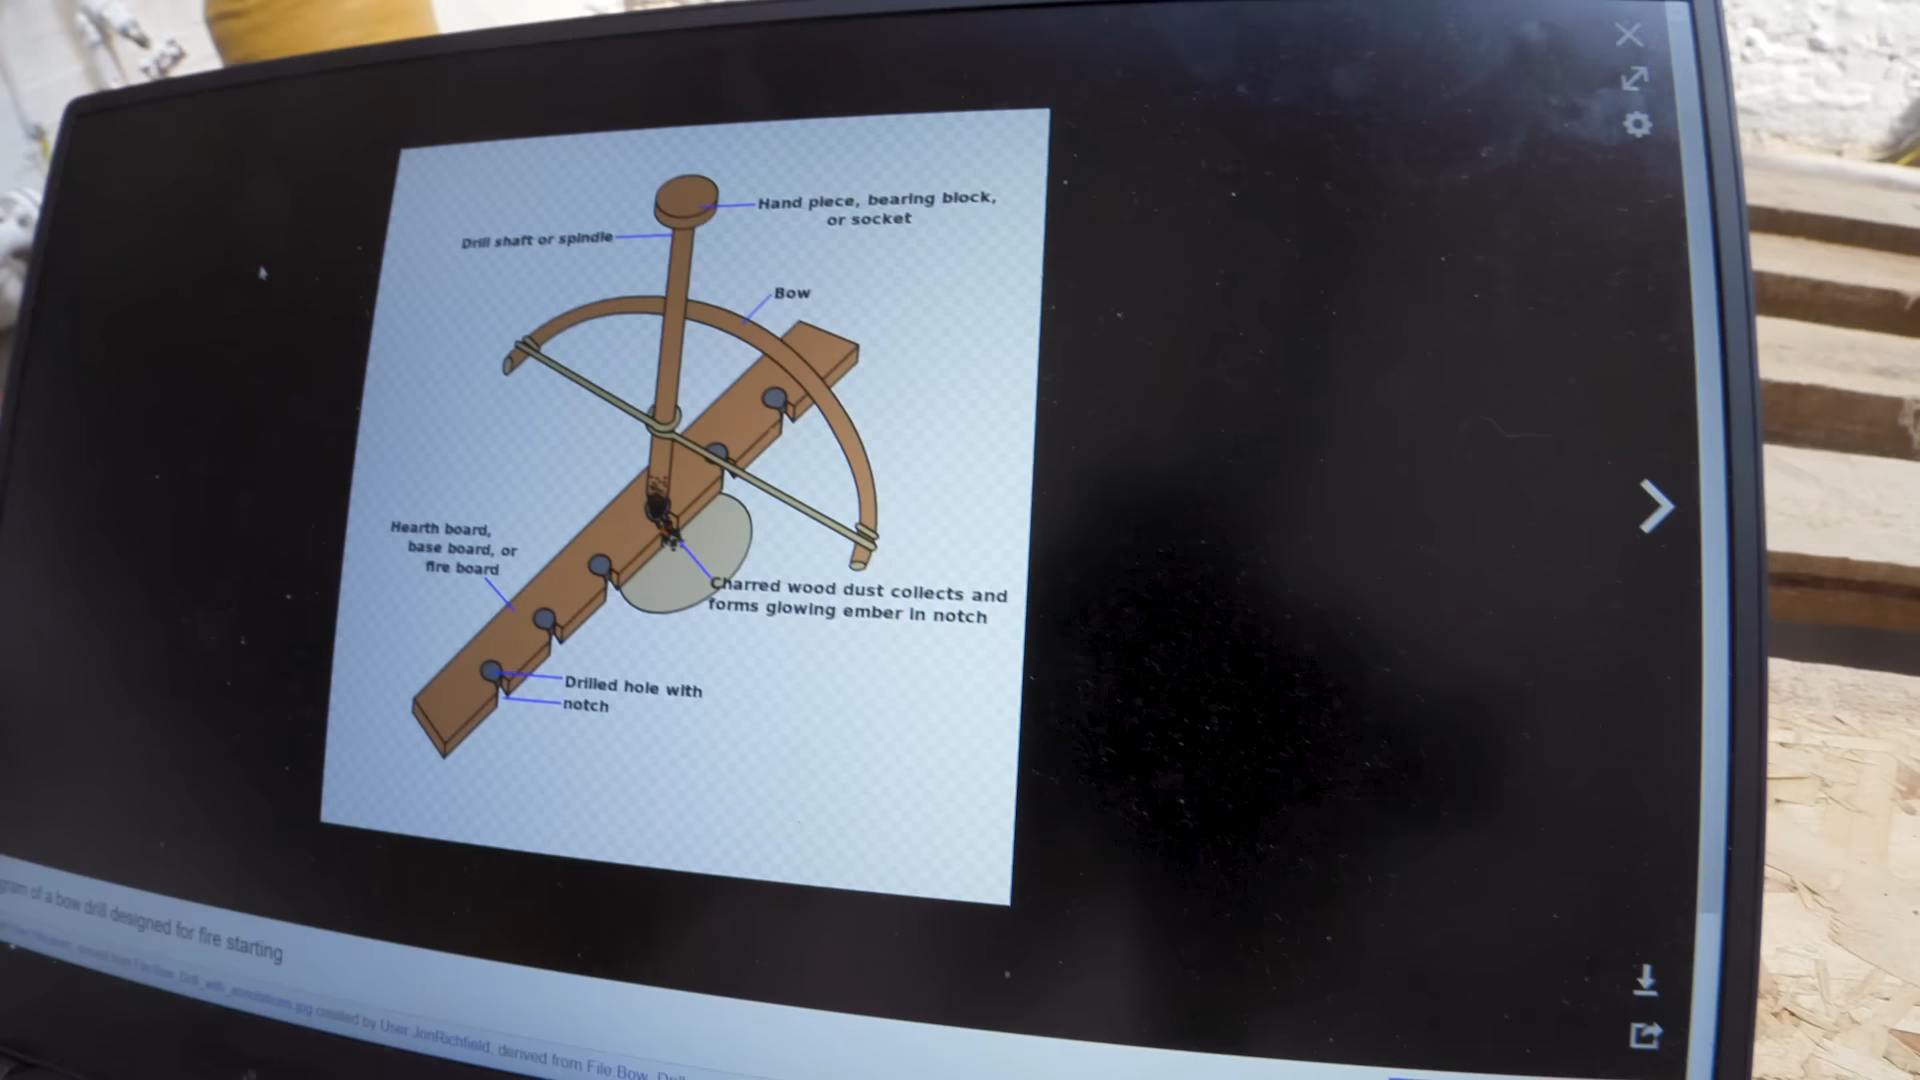 Hand piece, bearing block,
or socket
Drill shaft or spindle
Bow
Hearth board,
base board, or
fire board
Charred wood dust collects and
forms glowing ember in notch
Drilled hole with
notch
of a bow drill designed for fire starting
created by User:JonRichfield, derived from File:Bow